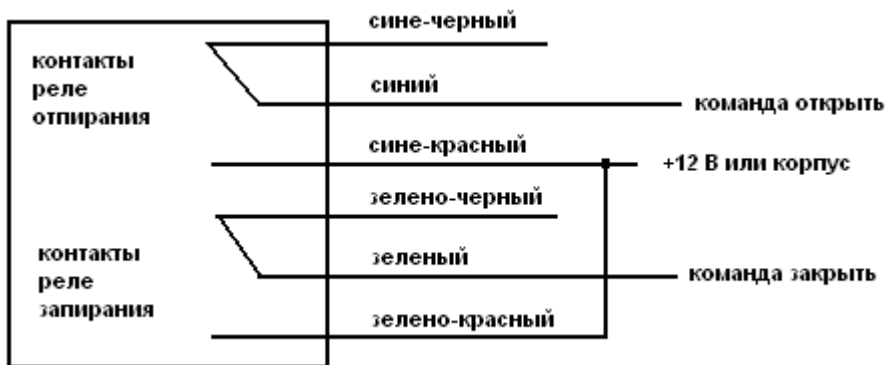 сине-черный
контакты
реле
отпирания
синий
команда открыть
сине-красный
+12 В или корпус
зелено-черный
контакты
реле
запирания
зеленый
команда закрыть
зелено-красный